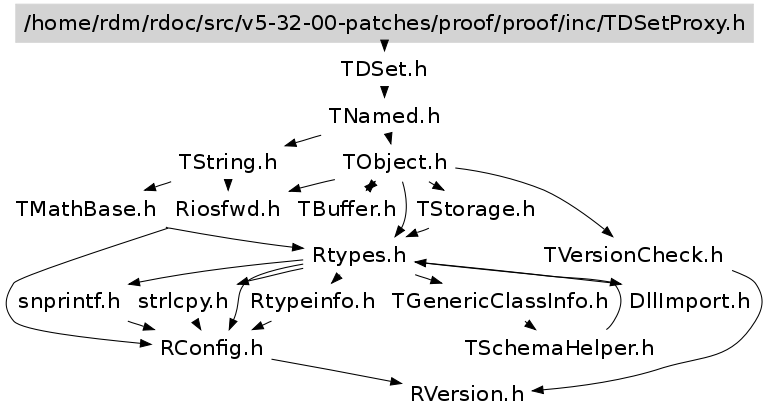 /home/rdm/rdoc/src/v5-32-00-patches/proof/proof/inc/TDSetProxy.h
TDSet.h
TNamed.h
TString.h TObject.h
TMathBase.h Riosfwd.h TBuffer.h TStorage.h
Rtypes.h TVersionCheck.h
snprintf.h strlcpy.h Rtypeinfo.h TGenericClassInfo.h DllImport.h
RConfig.h TSchemaHelper.h
RVersion.h